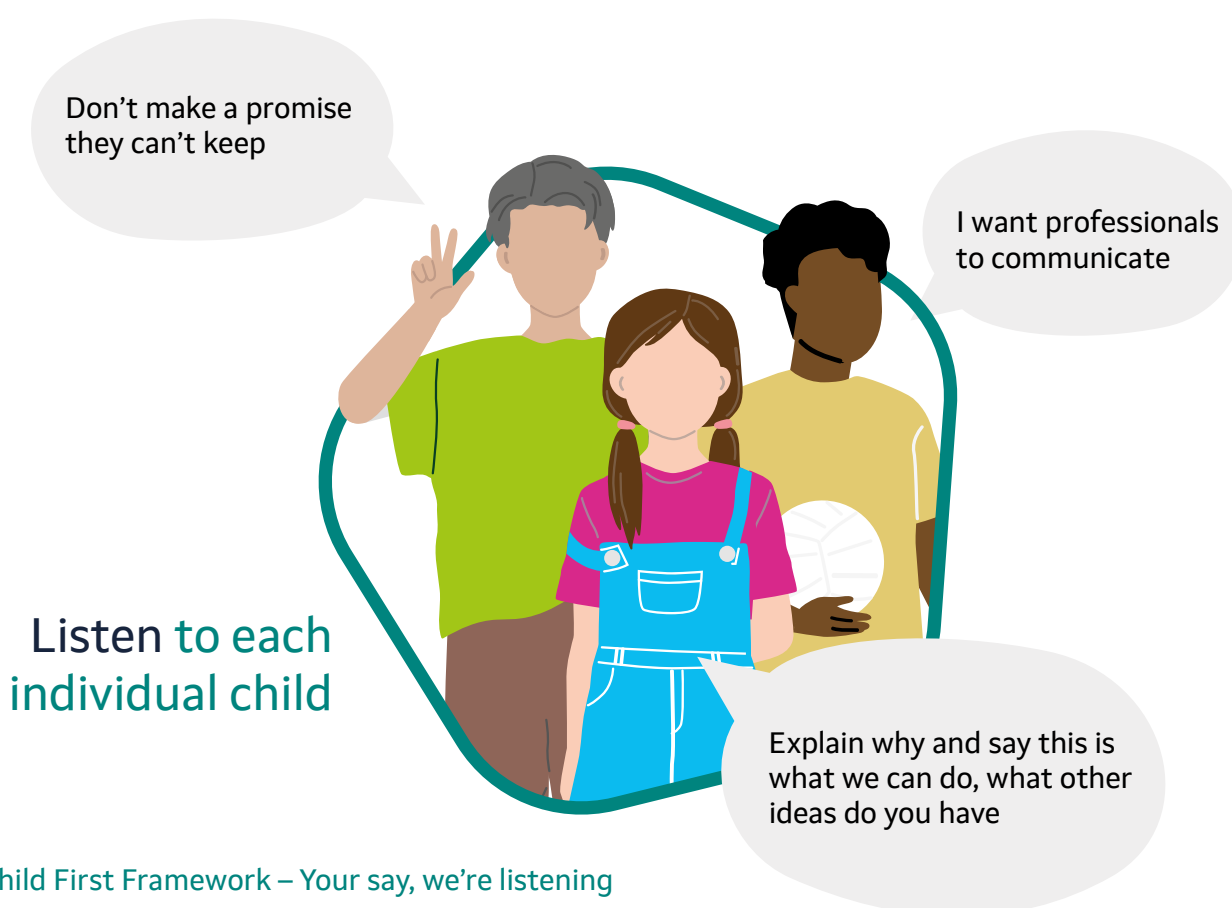 Don’t make a promise
they can’t keep
I want professionals
to communicate
Listen to each
individual child
Explain why and say this is
what we can do, what other
ideas do you have
hild First Framework – Your say, we’re listening